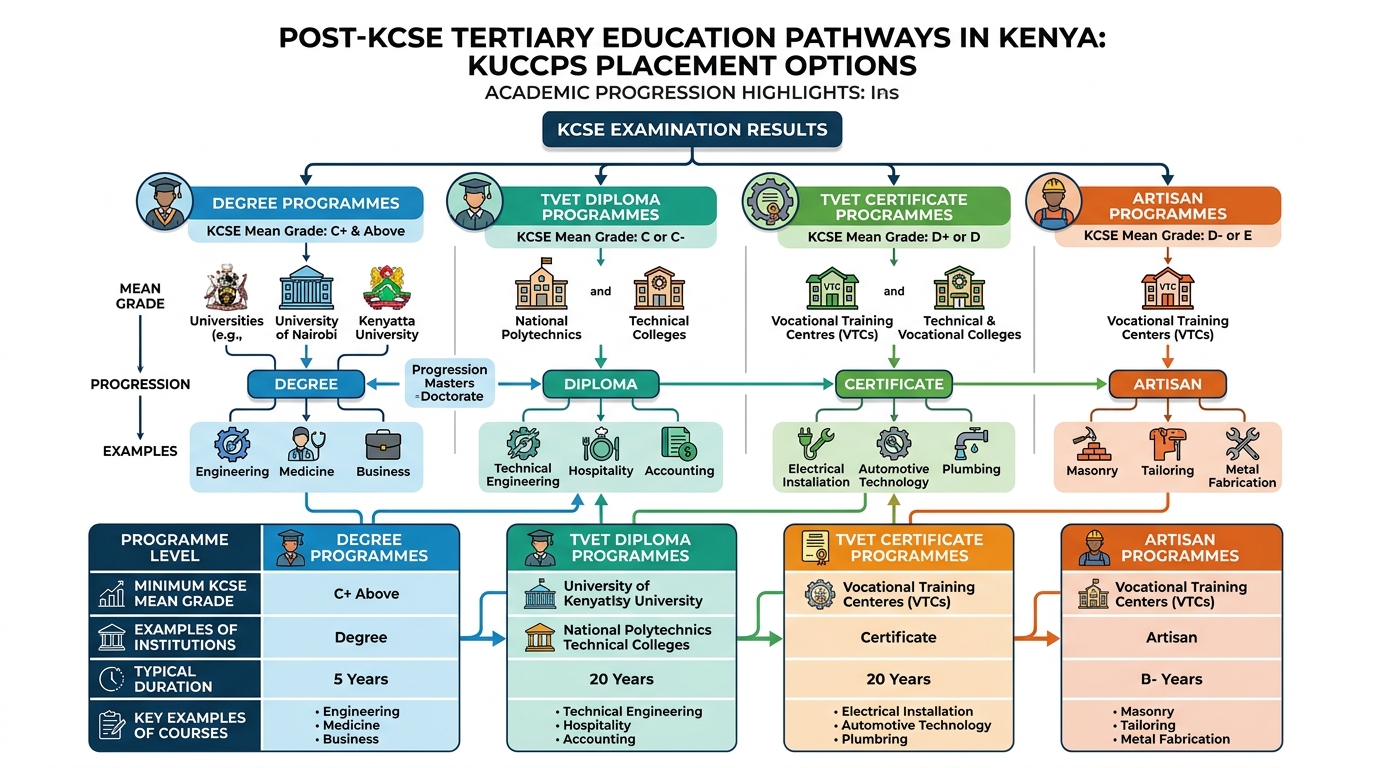 POST-KCSE TERTIARY EDUCATION PATHWAYS IN KENYA:
KUCCPS PLACEMENT OPTIONS
ACADEMIC PROGRESSION HIGHLIGHTS: Ins
KCSE EXAMINATION RESULTS
DEGREE PROGRAMMES
KCSE Mean Grade: C+ & Above
TVET DIPLOMA
PROGRAMMES
KCSE Mean Grade: C or C-
TVET CERTIFICATE
PROGRAMMES
KCSE Mean Grade: D+ or D
ARTISAN
PROGRAMMES
KCSE Mean Grade: D- or E
MEAN
GRADE
PROGRESSION
EXAMPLES
Universities
(e.g.,
University
of Nairobi
Kenyatta
University
National
Polytechnics
and
Technical
Colleges
VTC
Vocational Training
Centres (VTCs)
and
Technical &
Vocational Colleges
VTC
Vocational Training
Centers (VTCs)
DEGREE
Progression
Masters
-Doctorate
DIPLOMA
CERTIFICATE
ARTISAN
Engineering
Medicine
Business
Technical
Engineering
Hospitality
Accounting
Electrical
Installation
Automotive
Technology
Plumbing
Masonry
Tailoring
Metal
Fabrication
PROGRAMME
LEVEL
DEGREE
PROGRAMMES
TVET DIPLOMA
PROGRAMMES
TVET CERTIFICATE
PROGRAMMES
ARTISAN
PROGRAMMES
MINIMUM KCSE
MEAN GRADE
C+ Above
University of
Kenyatlsy University
Vocational Training
Centeres (VTCs)
Vocational Training
Centers (VTCs)
EXAMPLES OF
INSTITUTIONS
Degree
National Polytechnics
Technical Colleges
Certificate
Artisan
TYPICAL
DURATION
5 Years
20 Years
20 Years
B- Years
KEY EXAMPLES
OF COURSES
• Engineering
• Medicine
• Business
• Technical Engineering
• Hospitality
• Accounting
• Electrical Installation
• Automotive Technology
• Plumbring
• Masonry
• Tailoring
• Metal Fabrication